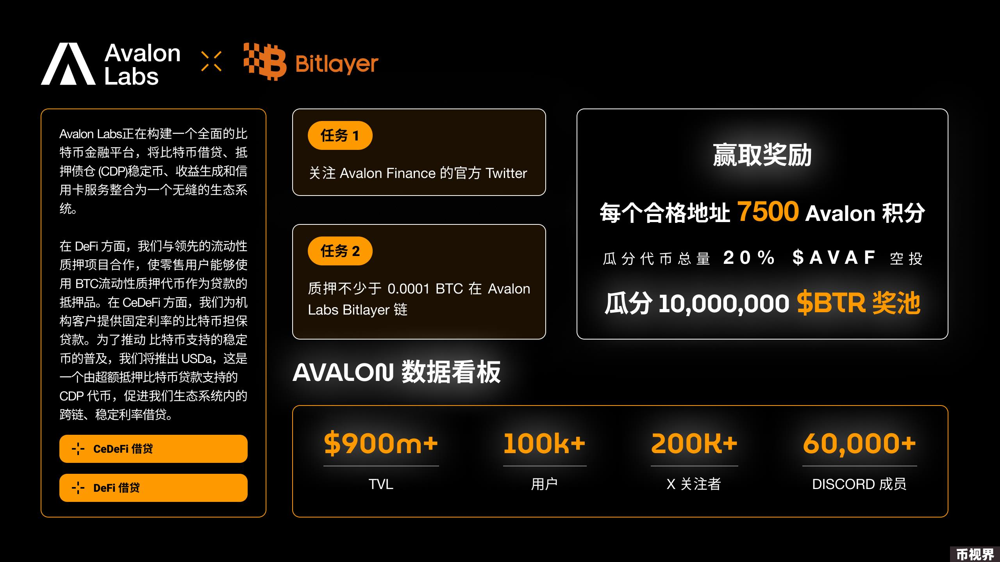 Avalon
Labs
Bitlayer
Avalon Labs正在构建一个全面的比
特币金融平台，将比特币借贷、抵
押债仓 (CDP)稳定币、收益生成和信
用卡服务整合为一个无缝的生态系
统。
在 DeFi 方面，我们与领先的流动性
质押项目合作，使零售用户能够使
用 BTC流动性质押代币作为贷款的
抵押品。在 CeDeFi 方面，我们为机
构客户提供固定利率的比特币担保
贷款。为了推动 比特币支持的稳定
币的普及，我们将推出 USDa，这是
一个由超额抵押比特币贷款支持的
CDP 代币，促进我们生态系统内的
跨链、稳定利率借贷。
CeDeFi 借贷
DeFi 借贷
任务 1
关注 Avalon Finance 的官方 Twitter
任务 2
质押不少于 0.0001 BTC 在 Avalon
Labs Bitlayer 链
赢取奖励
每个合格地址 7500 Avalon 积分
瓜分代币总量 20% $AVAF 空投
瓜分 10,000,000 $BTR 奖池
AVALON 数据看板
$900m+
TVL
100k+
用户
200K+
X 关注者
60,000+
DISCORD 成员
币视界